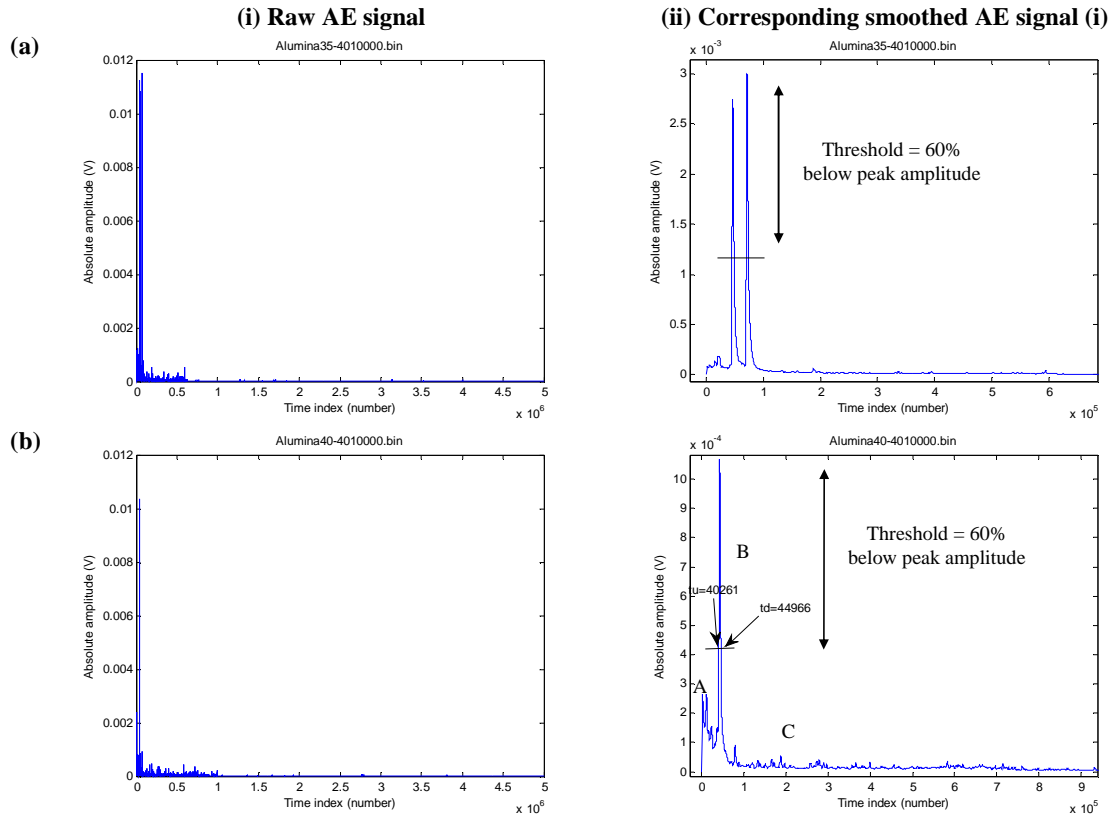 (i) Raw AE signal
(ii) Corresponding smoothed AE signal (i)
(a)
Alumina35-4010000.bin
0.012
0.01
0.008
0.006
0.004
0.002
0
Absolute amplitude (V)
0 0.5 1 1.5 2 2.5 3 3.5 4 4.5 5
x 10^6
Time index (number)
Alumina35-4010000.bin
x 10^-3
3
2.5
2
1.5
1
0.5
0
Absolute amplitude (V)
Threshold = 60%
below peak amplitude
0 1 2 3 4 5 6
x 10^5
Time index (number)
(b)
Alumina40-4010000.bin
0.012
0.01
0.008
0.006
0.004
0.002
0
Absolute amplitude (V)
0 0.5 1 1.5 2 2.5 3 3.5 4 4.5 5
x 10^6
Time index (number)
Alumina40-4010000.bin
x 10^-4
10
9
8
7
6
5
4
3
2
1
0
Absolute amplitude (V)
Threshold = 60%
below peak amplitude
B
tu=40261
td=44966
A
C
0 1 2 3 4 5 6 7 8 9
x 10^5
Time index (number)